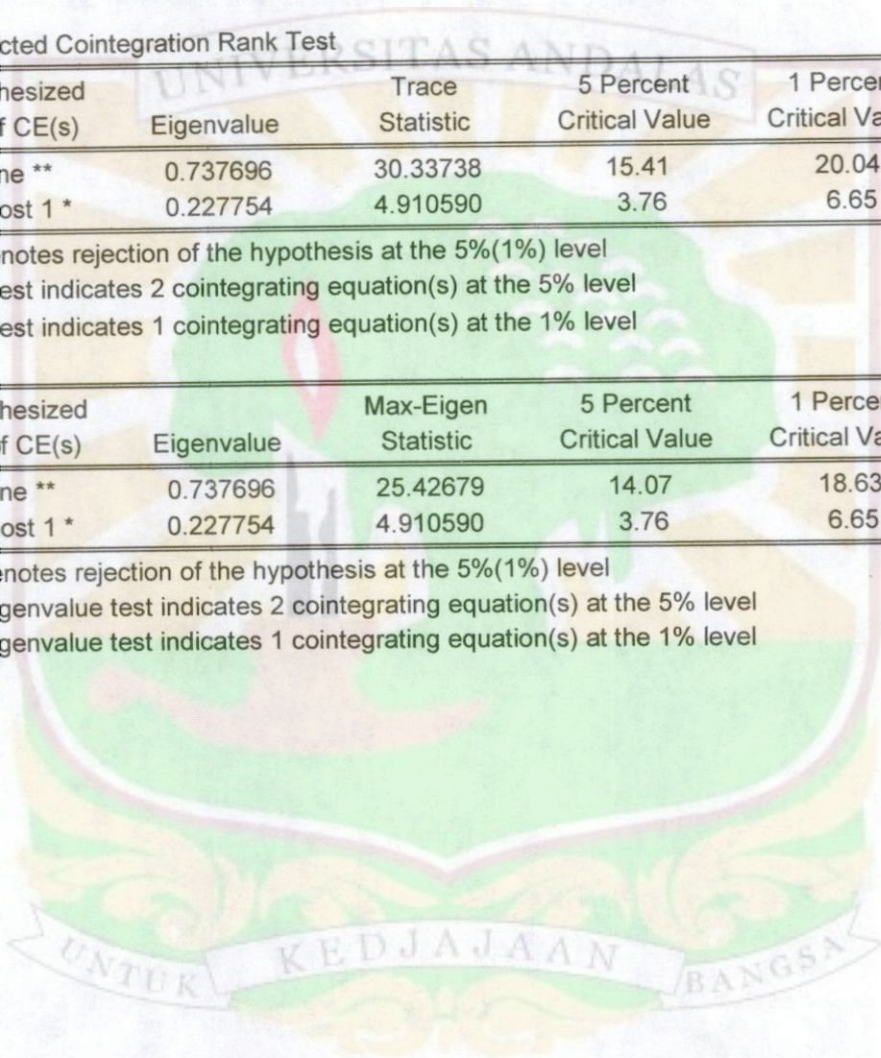 cted Cointegration Rank Test
UNIVERSITAS ANDALAS
hesized Trace 5 Percent 1 Percen
f CE(s) Eigenvalue Statistic Critical Value Critical Va
ne ** 0.737696 30.33738 15.41 20.04
ost 1 * 0.227754 4.910590 3.76 6.65
notes rejection of the hypothesis at the 5%(1%) level
est indicates 2 cointegrating equation(s) at the 5% level
est indicates 1 cointegrating equation(s) at the 1% level
hesized Max-Eigen 5 Percent 1 Perce
f CE(s) Eigenvalue Statistic Critical Value Critical Va
ne ** 0.737696 25.42679 14.07 18.63
ost 1 * 0.227754 4.910590 3.76 6.65
enotes rejection of the hypothesis at the 5%(1%) level
genvalue test indicates 2 cointegrating equation(s) at the 5% level
genvalue test indicates 1 cointegrating equation(s) at the 1% level
UNTUK KEDJAJAAN BANGSA